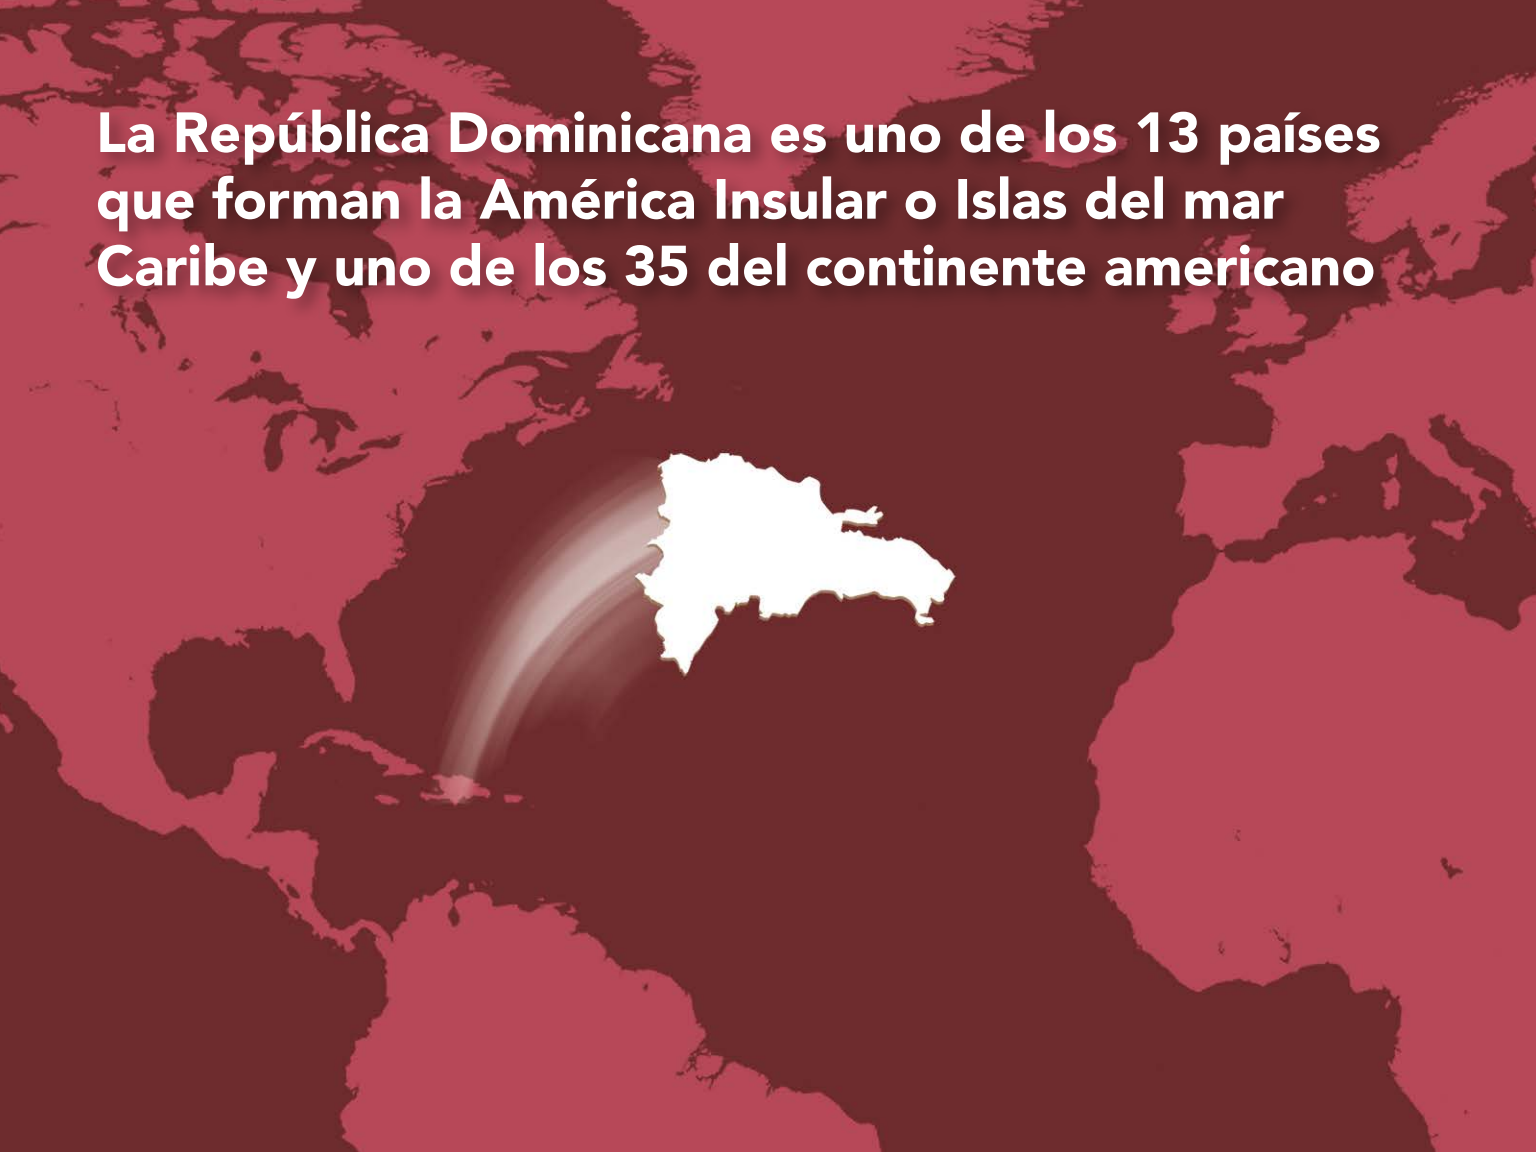 La República Dominicana es uno de los 13 países
que forman la América Insular o Islas del mar
Caribe y uno de los 35 del continente americano